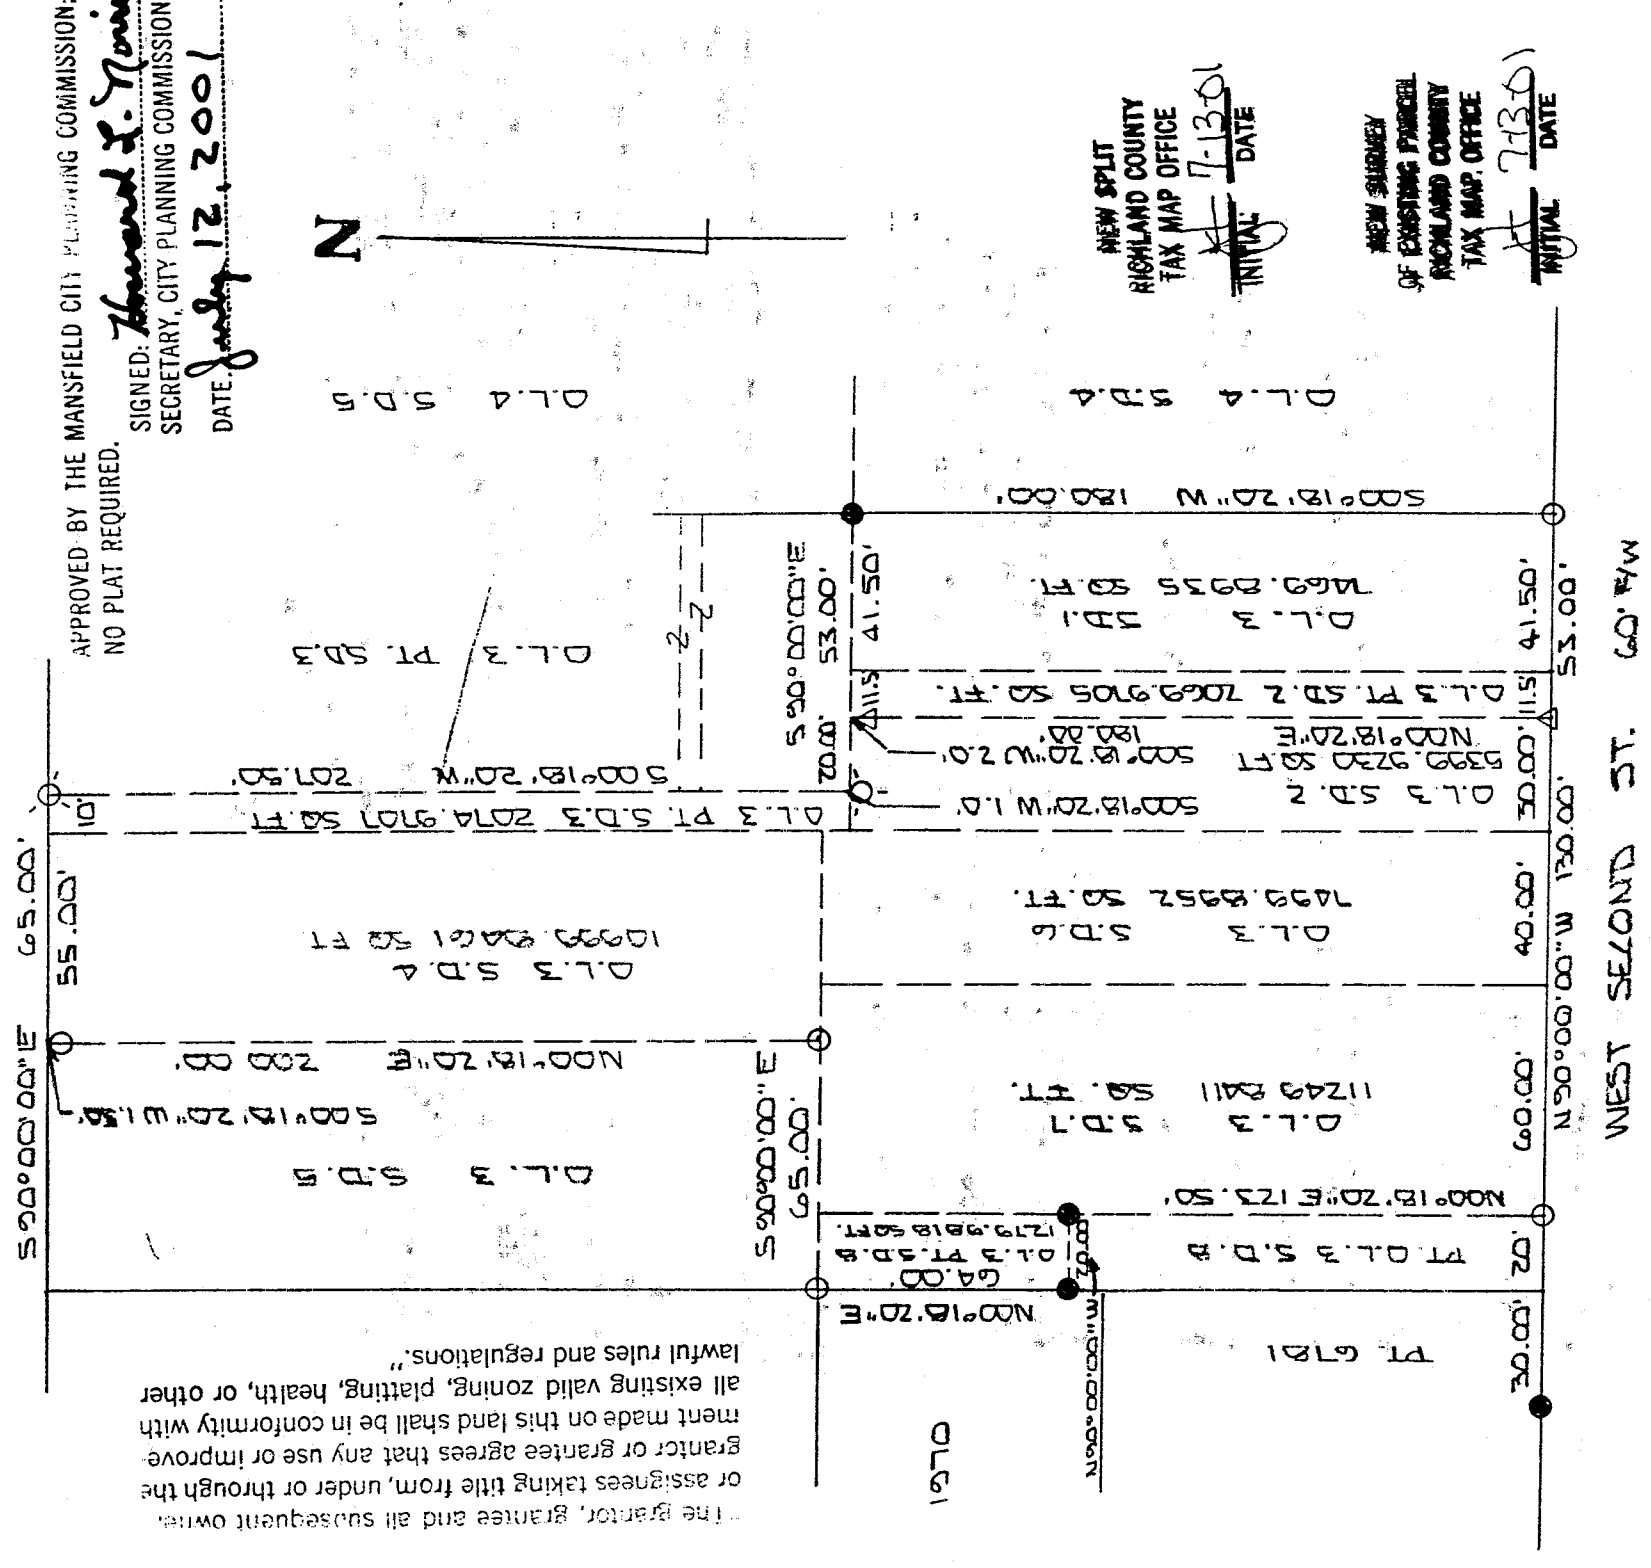 APPROVED BY THE MANSFIELD CITY PLANNING COMMISSION;
NO PLAT REQUIRED.
SIGNED: Howard L.
SECRETARY, CITY PLANNING COMMISSION
DATE. July 12, 2001
N
NEW SPLIT
RICHLAND COUNTY
TAX MAP OFFICE
7-13-01
INITIAL DATE
NEW SURVEY
OF EXISTING PARCEL
RICHLAND COUNTY
TAX MAP OFFICE
7-13-01
INITIAL DATE
O.L.4 S.D.5
O.L.4 S.D.4
S00°18'20"W 180.00'
O.L.3 PT. S.D.3
S90°00'00"E
53.00'
41.50'
O.L. 3 S.D.1
7469.8935 SQ.FT.
41.50'
53.00'
11.5
O.L.3 PT. S.D.2 2069.9705 SQ.FT.
11.5'
N00°18'20"E
180.00'
S00°18'20"W 2.0'
20.00'
S00°18'20"W 1.0'
O.L.3 S.D.2
5399.9230 SQ FT
30.00'
S00°18'20"W 207.50'
O.L.3 PT. S.D.3 2074.9707 SQ.FT.
10'
65.00'
55.00'
O.L.3 S.D.4
10999.8461 SQ FT
O.L.3 S.D.6
7499.8952 SQ.FT.
40.00'
N90°00'00"W 130.00'
S90°00'00"E
N00°18'20"E 200.00'
S00°18'20"W 1.50'
O.L. 3 S.D.5
S90°00'00"E
65.00'
O.L.3 S.D.7
11249.8411 SQ. FT.
60.00'
WEST SECOND ST. 60' R/W
N00°18'20"E 123.50'
PT O.L.3 S.D.8
20.'
O.L.3 PT.S.D.8
1279.9818 SQFT.
64.00'
N00°18'20"E
20.00'
N90°00'00"W
PT. 6781
30.00'
OL91
"The grantor, grantee and all subsequent owne.
or assignees taking title from, under or through the
grantor or grantee agrees that any use or improve-
ment made on this land shall be in conformity with
all existing valid zoning, platting, health, or other
lawful rules and regulations."